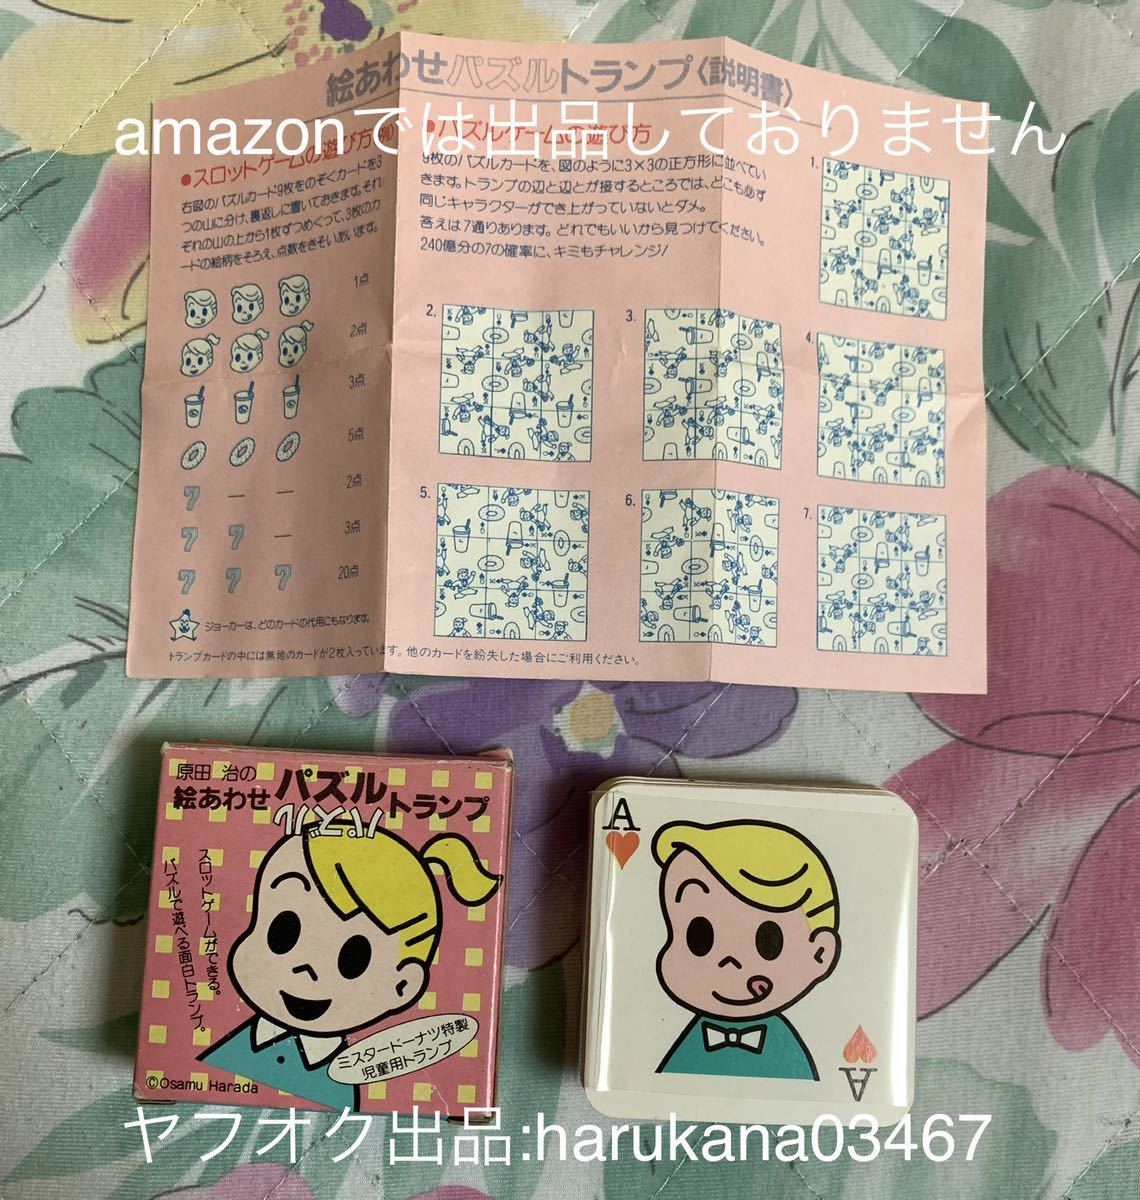 絵あわせパズルトランプ〈説明書〉
amazonでは出品しておりません
●スロットゲームの遊び方(例)
右図のパズルカード9枚をのぞくカードを3
つの山に分け、裏返しに置いておきます。それ
ぞれの山の上から1枚ずつめくって、3枚のカ
ードの絵柄をそろえ、点数をきそいあいます。
1点
2点
3点
5点
7 — — 2点
7 7 — 3点
7 7 7 20点
ジョーカーは、どのカードの代用にもなります。
●パズルゲームの遊び方
9枚のパズルカードを、図のように3×3の正方形に並べてい
きます。トランプの辺と辺とが接するところでは、どこも必ず
同じキャラクターができ上がっていないとダメ。
答えは7通りあります。どれでもいいから見つけてください。
240億分の7の確率に、キミもチャレンジ!
1.
2.
3.
4.
5.
6.
7.
トランプカードの中には無地のカードが2枚入っています。他のカードを紛失した場合にご利用ください。
原田 治の
絵あわせパズルトランプ
パズル
スロットゲームができる。
パズルで遊べる面白トランプ。
ミスタードーナツ特製
児童用トランプ
©Osamu Harada
A
A
ヤフオク出品:harukana03467